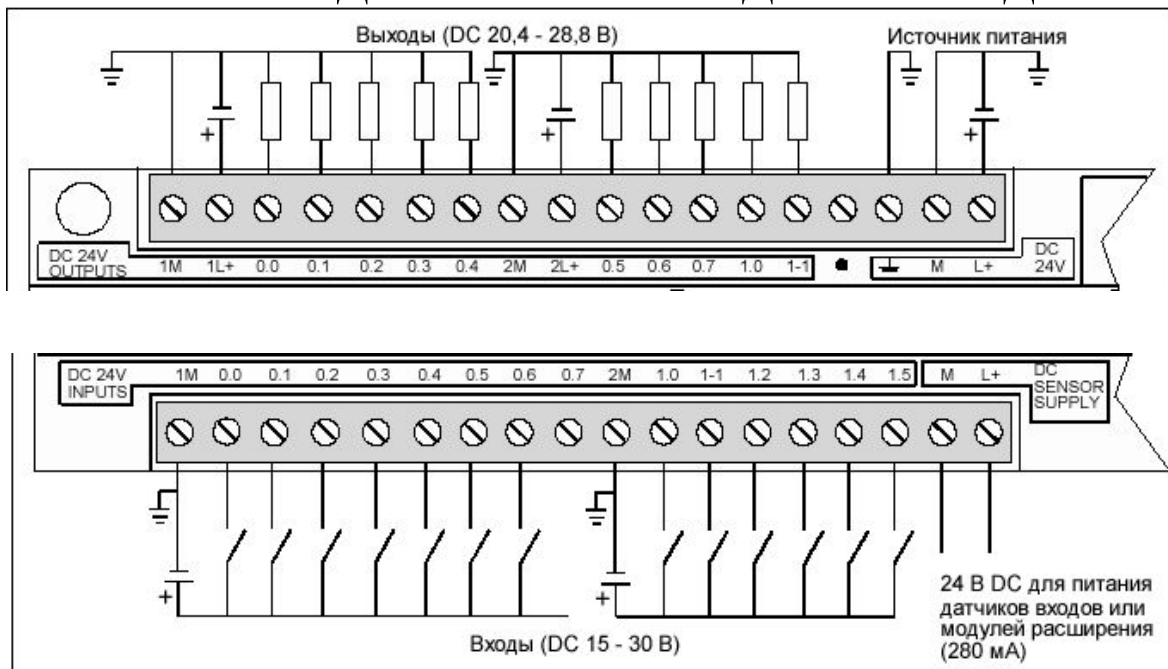 Выходы (DC 20,4 - 28,8 В)
Источник питания
+ + +
DC 24V
OUTPUTS
1M 1L+ 0.0 0.1 0.2 0.3 0.4 2M 2L+ 0.5 0.6 0.7 1.0 1-1 M L+
DC
24V
DC 24V
INPUTS
1M 0.0 0.1 0.2 0.3 0.4 0.5 0.6 0.7 2M 1.0 1-1 1.2 1.3 1.4 1.5 M L+
DC
SENSOR
SUPPLY
+ +
Входы (DC 15 - 30 В)
24 В DC для питания
датчиков входов или
модулей расширения
(280 мА)